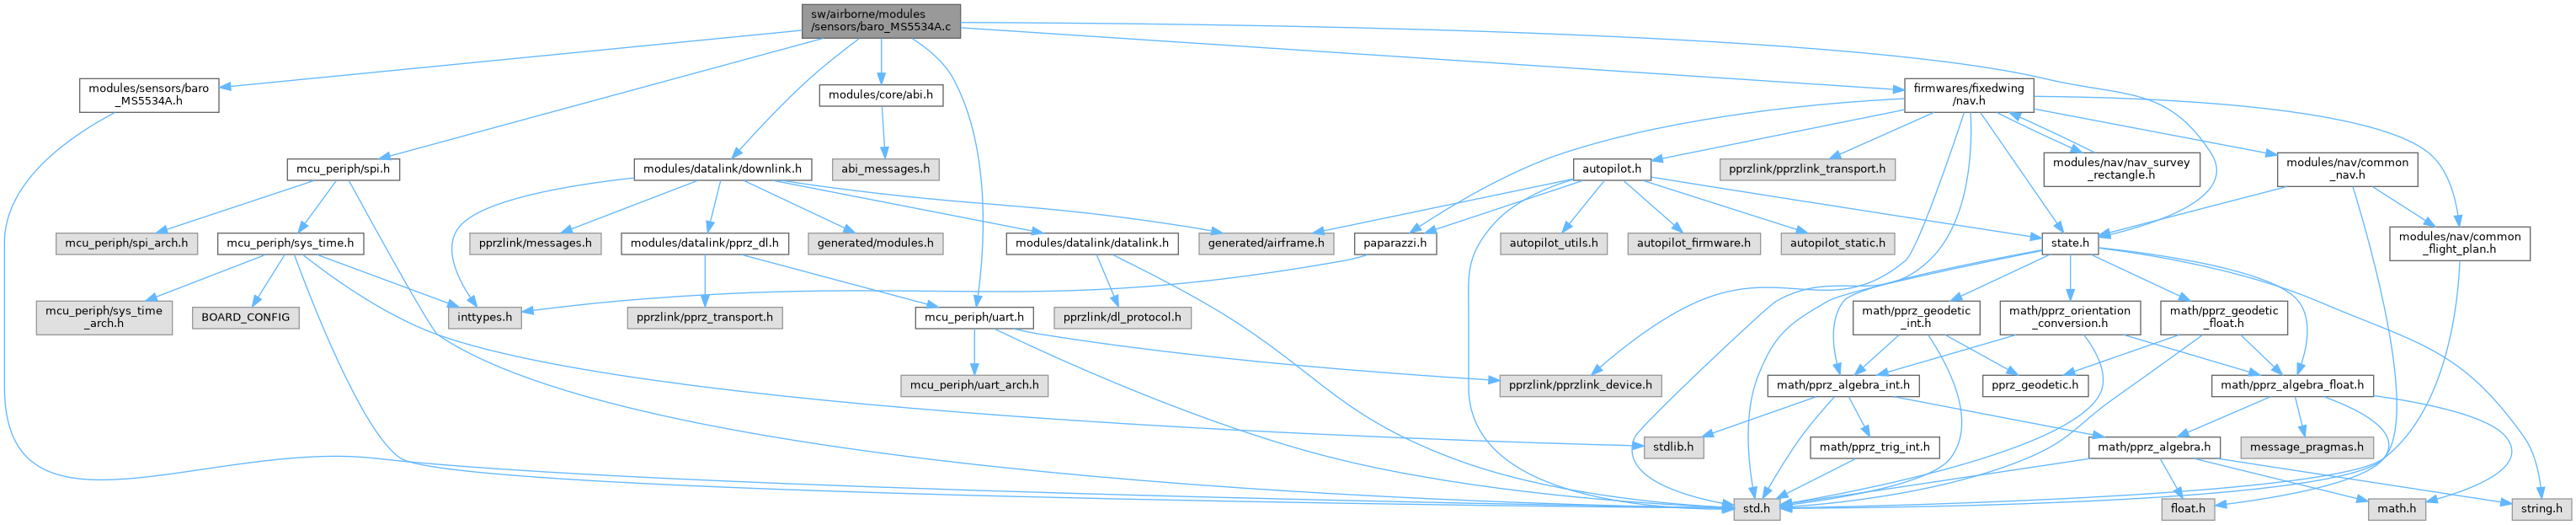 sw/airborne/modules
/sensors/baro_MS5534A.c
modules/sensors/baro
_MS5534A.h
modules/core/abi.h
firmwares/fixedwing
/nav.h
mcu_periph/spi.h
modules/datalink/downlink.h
abi_messages.h
autopilot.h
pprzlink/pprzlink_transport.h
modules/nav/nav_survey
_rectangle.h
modules/nav/common
_nav.h
mcu_periph/spi_arch.h
mcu_periph/sys_time.h
pprzlink/messages.h
modules/datalink/pprz_dl.h
generated/modules.h
modules/datalink/datalink.h
generated/airframe.h
paparazzi.h
autopilot_utils.h
autopilot_firmware.h
autopilot_static.h
state.h
modules/nav/common
_flight_plan.h
mcu_periph/sys_time
_arch.h
BOARD_CONFIG
inttypes.h
pprzlink/pprz_transport.h
mcu_periph/uart.h
pprzlink/dl_protocol.h
math/pprz_geodetic
_int.h
math/pprz_orientation
_conversion.h
math/pprz_geodetic
_float.h
mcu_periph/uart_arch.h
pprzlink/pprzlink_device.h
math/pprz_algebra_int.h
pprz_geodetic.h
math/pprz_algebra_float.h
stdlib.h
math/pprz_trig_int.h
math/pprz_algebra.h
message_pragmas.h
std.h
float.h
math.h
string.h